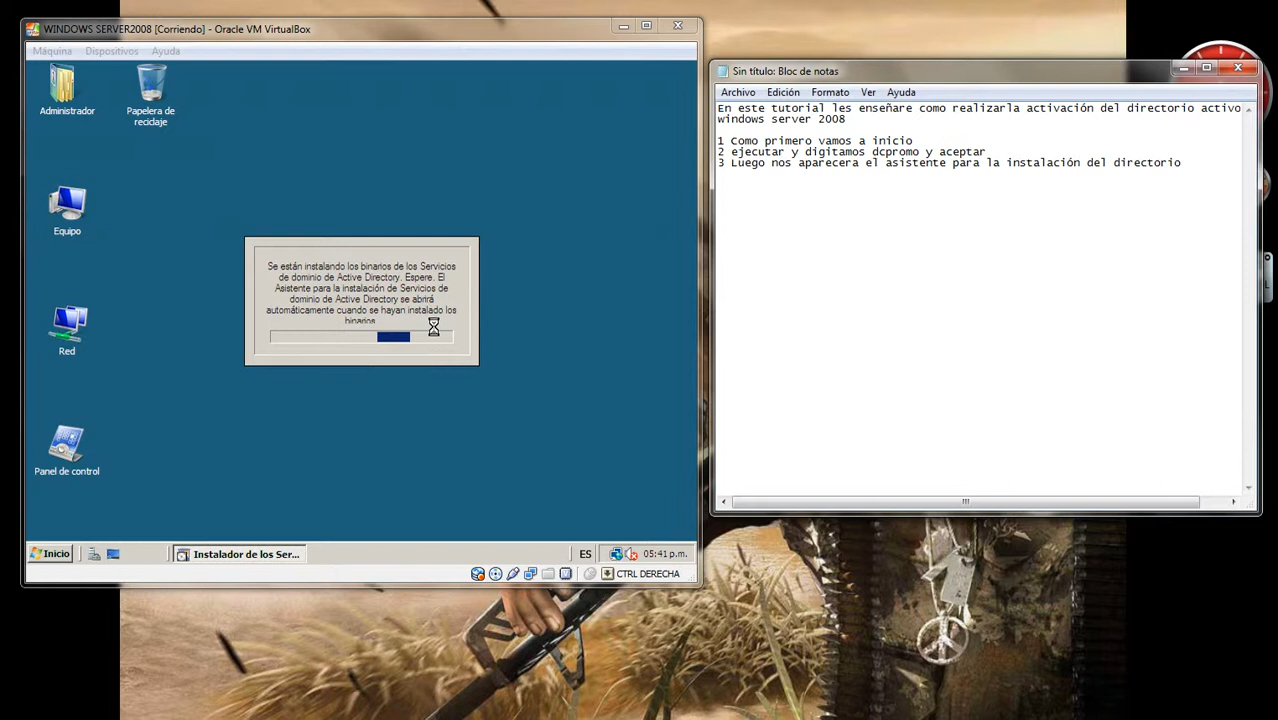 WINDOWS SERVER2008 [Corriendo] - Oracle VM VirtualBox
Máquina Dispositivos Ayuda
Administrador
Papelera de
reciclaje
Equipo
Red
Panel de control
Se están instalando los binarios de los Servicios
de dominio de Active Directory. Espere. El
Asistente para la instalación de Servicios de
dominio de Active Directory se abrirá
automáticamente cuando se hayan instalado los
binarios
Inicio
Instalador de los Ser...
ES
05:41 p.m.
CTRL DERECHA
Sin título: Bloc de notas
Archivo Edición Formato Ver Ayuda
En este tutorial les enseñare como realizarla activación del directorio activo
windows server 2008
1 Como primero vamos a inicio
2 ejecutar y digitamos dcpromo y aceptar
3 Luego nos aparecera el asistente para la instalación del directorio